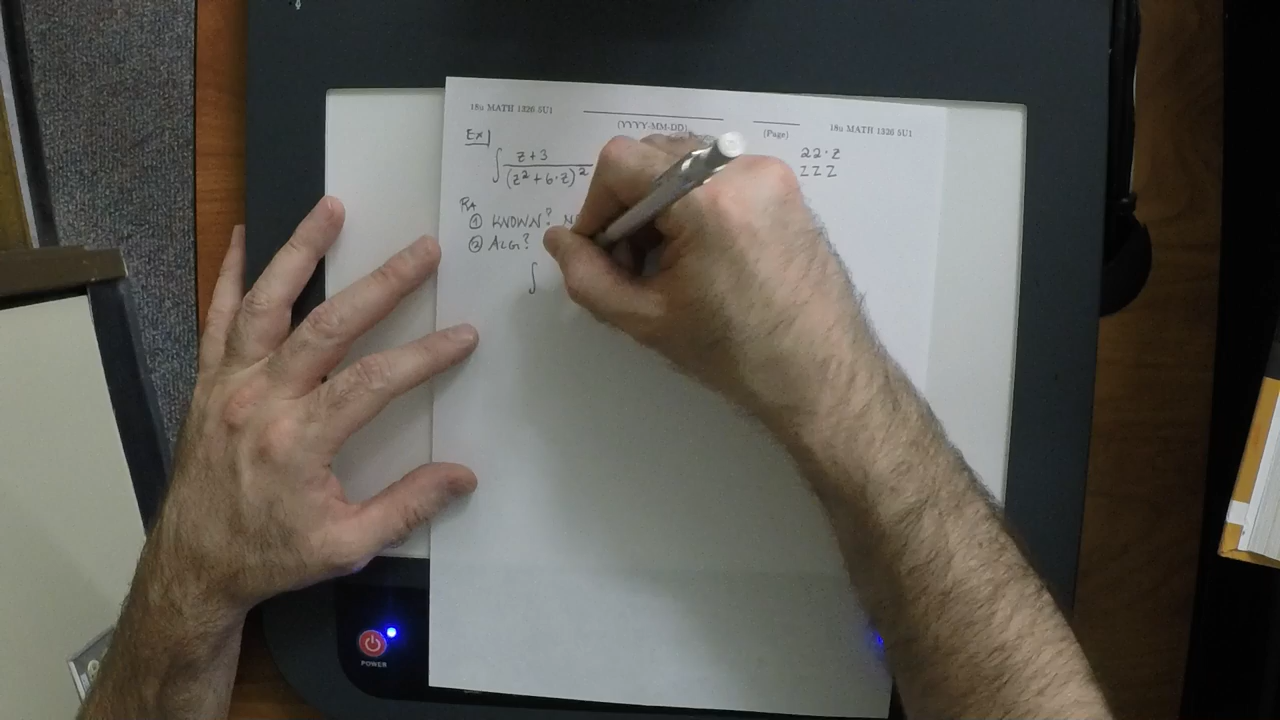 18u MATH 1326 5U1
(YYYY-MM-DD)
(Page)
18u MATH 1326 5U1
Ex
∫ z+3 / (z²+6·z)²
22·z
zzz
① KNOWN?
② ALG?
∫
POWER